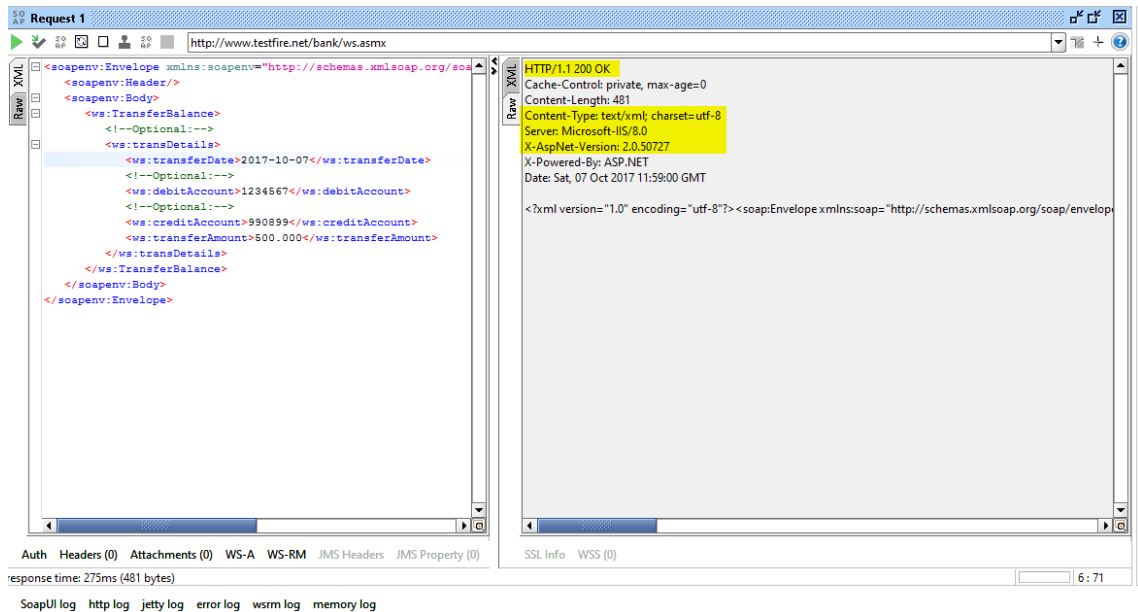 SO AP Request 1
http://www.testfire.net/bank/ws.asmx
XML
Raw
<soapenv:Envelope xmlns:soapenv="http://schemas.xmlsoap.org/soa
<soapenv:Header/>
<soapenv:Body>
<ws:TransferBalance>
<!--Optional:-->
<ws:transDetails>
<ws:transferDate>2017-10-07</ws:transferDate>
<!--Optional:-->
<ws:debitAccount>1234567</ws:debitAccount>
<!--Optional:-->
<ws:creditAccount>990899</ws:creditAccount>
<ws:transferAmount>500.000</ws:transferAmount>
</ws:transDetails>
</ws:TransferBalance>
</soapenv:Body>
</soapenv:Envelope>
XML
Raw
HTTP/1.1 200 OK
Cache-Control: private, max-age=0
Content-Length: 481
Content-Type: text/xml; charset=utf-8
Server: Microsoft-IIS/8.0
X-AspNet-Version: 2.0.50727
X-Powered-By: ASP.NET
Date: Sat, 07 Oct 2017 11:59:00 GMT
<?xml version="1.0" encoding="utf-8"?><soap:Envelope xmlns:soap="http://schemas.xmlsoap.org/soap/envelop
Auth Headers (0) Attachments (0) WS-A WS-RM JMS Headers JMS Property (0)
SSL Info WSS (0)
response time: 275ms (481 bytes)
6 : 71
SoapUI log http log jetty log error log wsrm log memory log